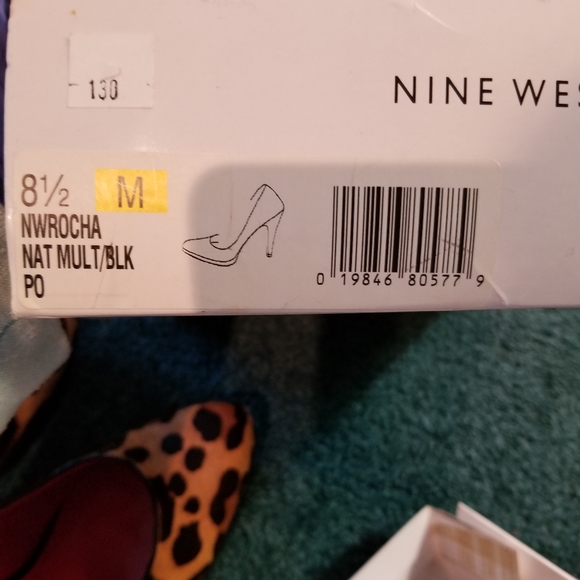 130
NINE WES
8½ M
NWROCHA
NAT MULT/BLK
PO
0 19846 80577 9